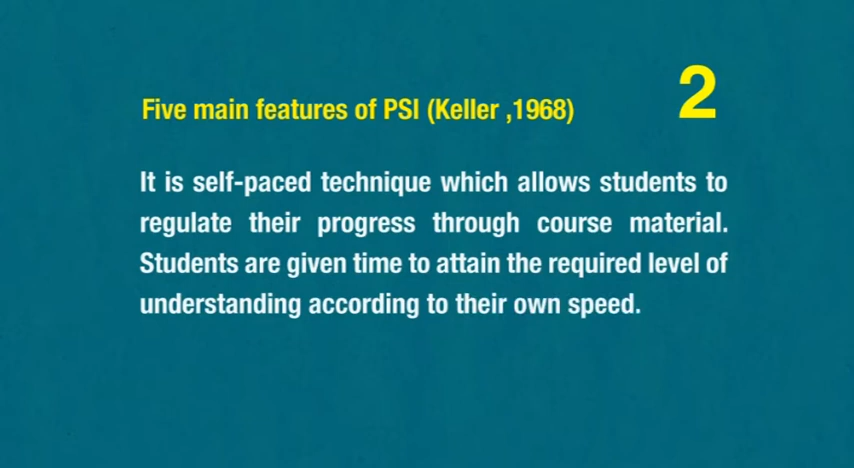 Five main features of PSI (Keller ,1968)
2
It is self-paced technique which allows students to
regulate their progress through course material.
Students are given time to attain the required level of
understanding according to their own speed.